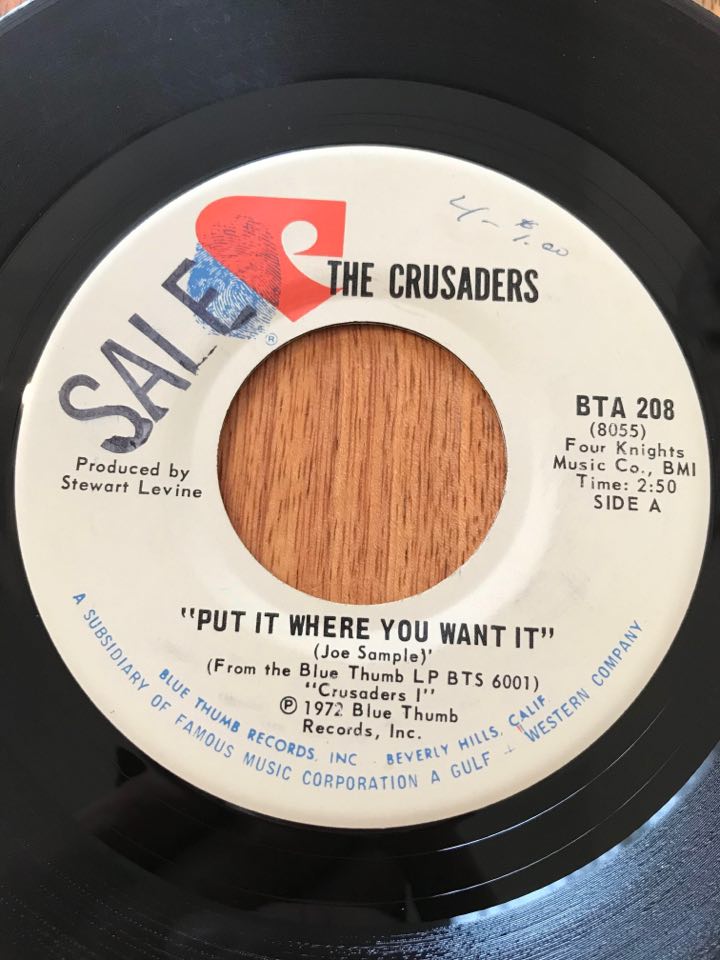 4 - $1.00
SALE
®
THE CRUSADERS
BTA 208
(8055)
Four Knights
Music Co., BMI
Time: 2:50
SIDE A
Produced by
Stewart Levine
"PUT IT WHERE YOU WANT IT"
(Joe Sample)'
(From the Blue Thumb LP BTS 6001)
"Crusaders I"
℗ 1972 Blue Thumb
Records, Inc.
BLUE THUMB RECORDS, INC. BEVERLY HILLS, CALIF.
A SUBSIDIARY OF FAMOUS MUSIC CORPORATION A GULF + WESTERN COMPANY